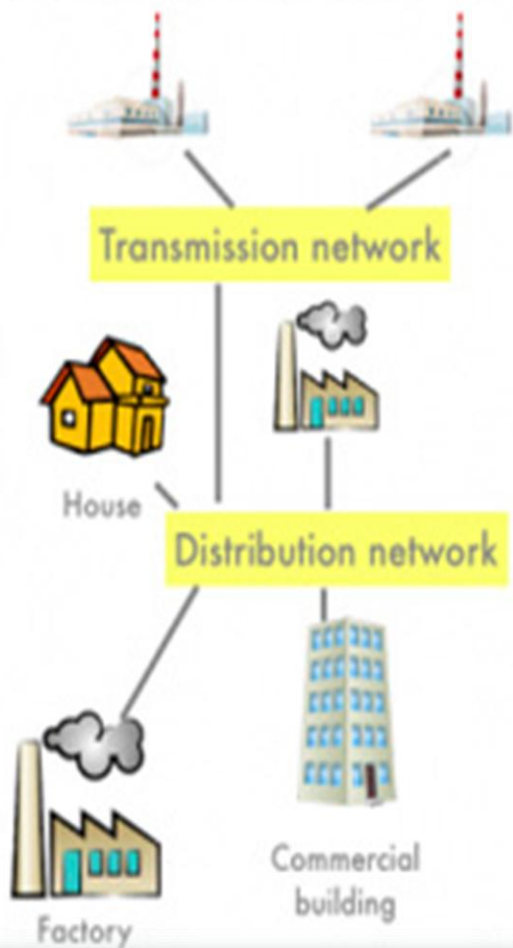 Transmission network
House
Distribution network
Commercial
building
Factory